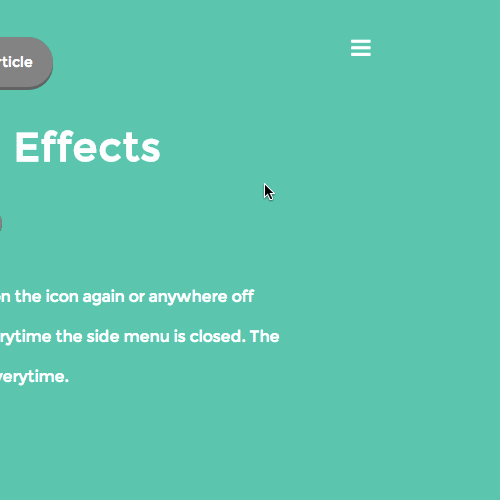 rticle
Effects
on the icon again or anywhere off
rytime the side menu is closed. The
verytime.